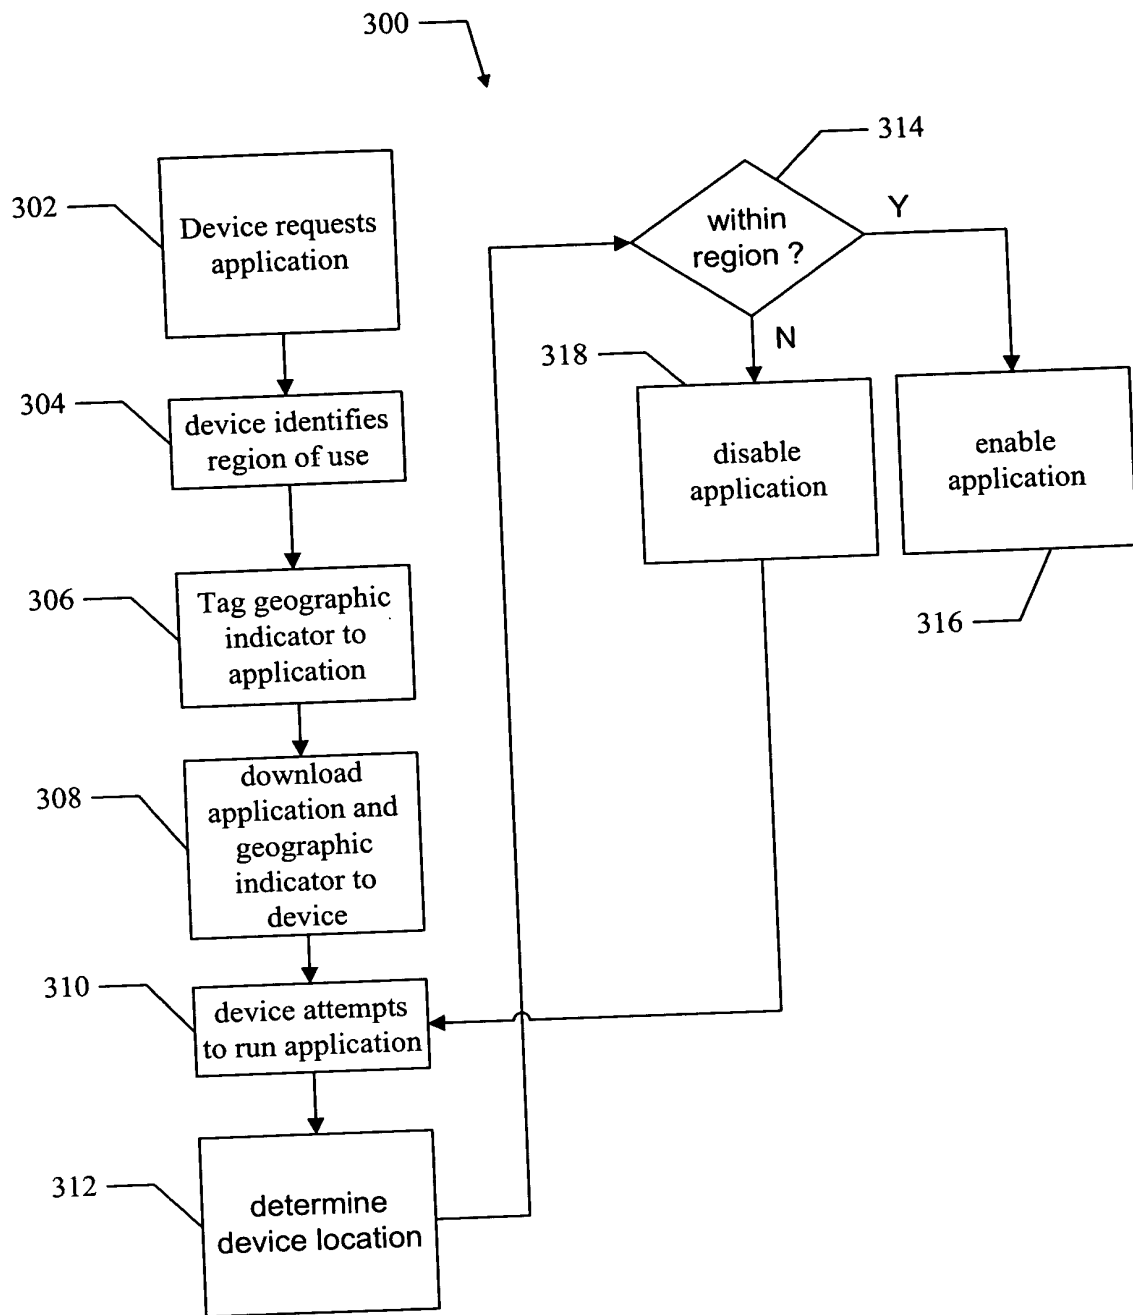 300
302
Device requests
application
304
device identifies
region of use
306
Tag geographic
indicator to
application
308
download
application and
geographic
indicator to
device
310
device attempts
to run application
312
determine
device location
314
within
region ?
Y
N
318
disable
application
enable
application
316